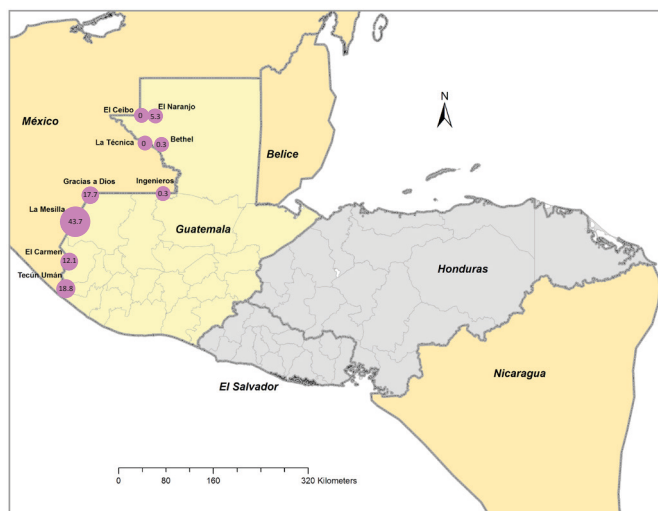 N
El Ceibo
El Naranjo
0
5.3
México
La Técnica
0
0.3
Bethel
Belice
Gracias a Dios
Ingenieros
17.7
0.3
La Mesilla
43.7
Guatemala
El Carmen
12.1
Honduras
Tecún Umán
18.8
Nicaragua
El Salvador
0
80
160
320 Kilometers